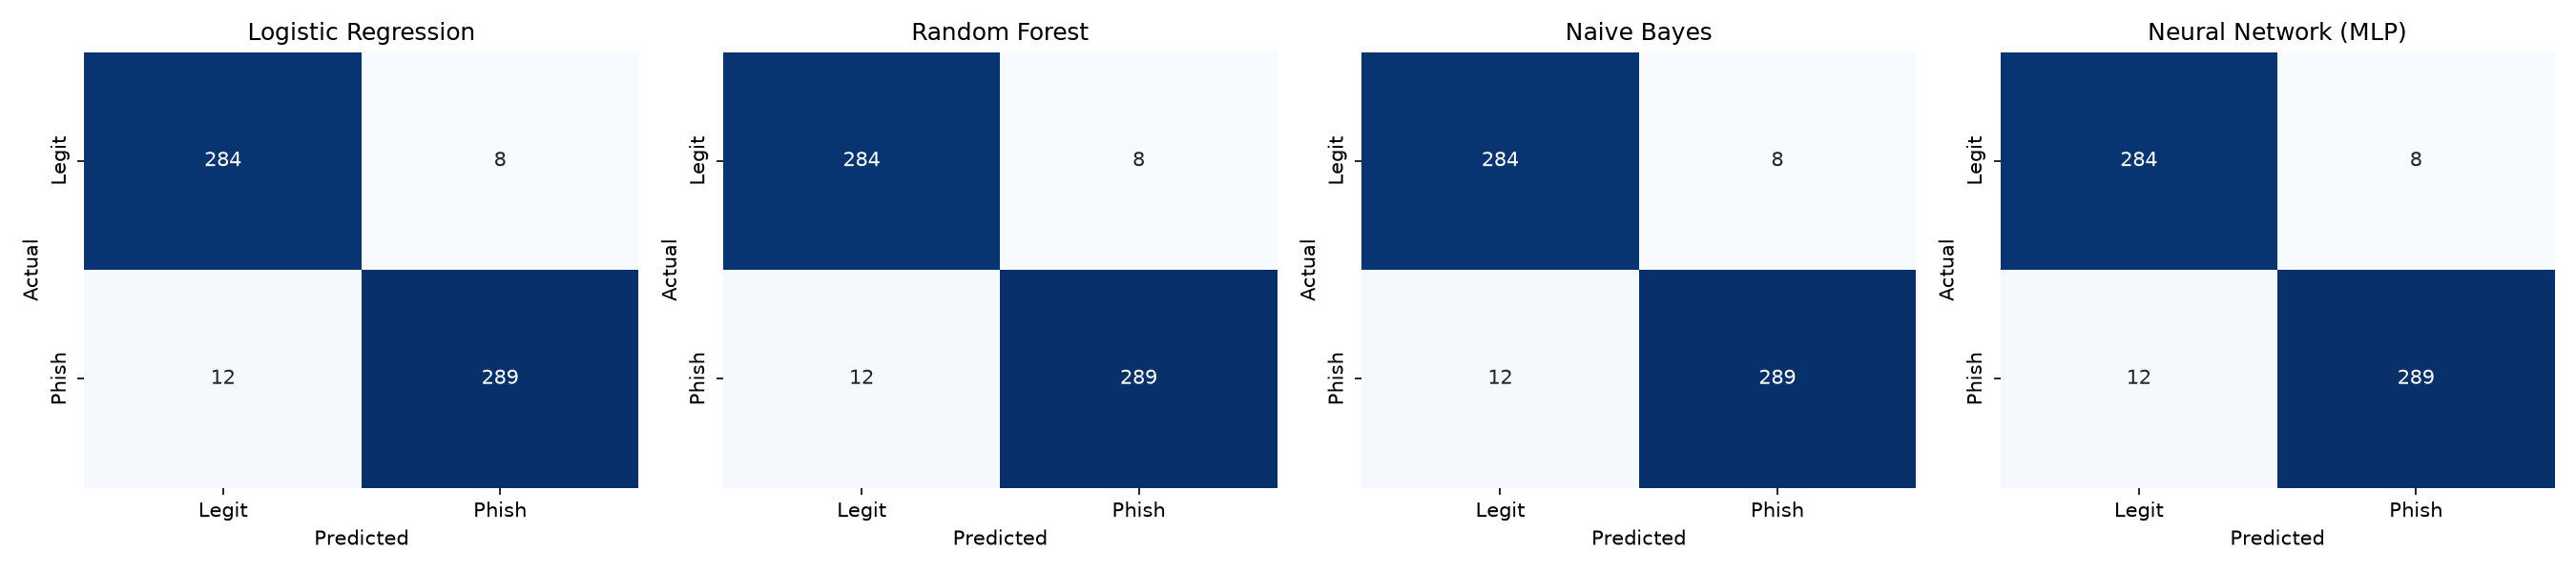 Logistic Regression
Actual
Legit
284
8
Phish
12
289
Legit
Phish
Predicted
Random Forest
Actual
Legit
284
8
Phish
12
289
Legit
Phish
Predicted
Naive Bayes
Actual
Legit
284
8
Phish
12
289
Legit
Phish
Predicted
Neural Network (MLP)
Actual
Legit
284
8
Phish
12
289
Legit
Phish
Predicted